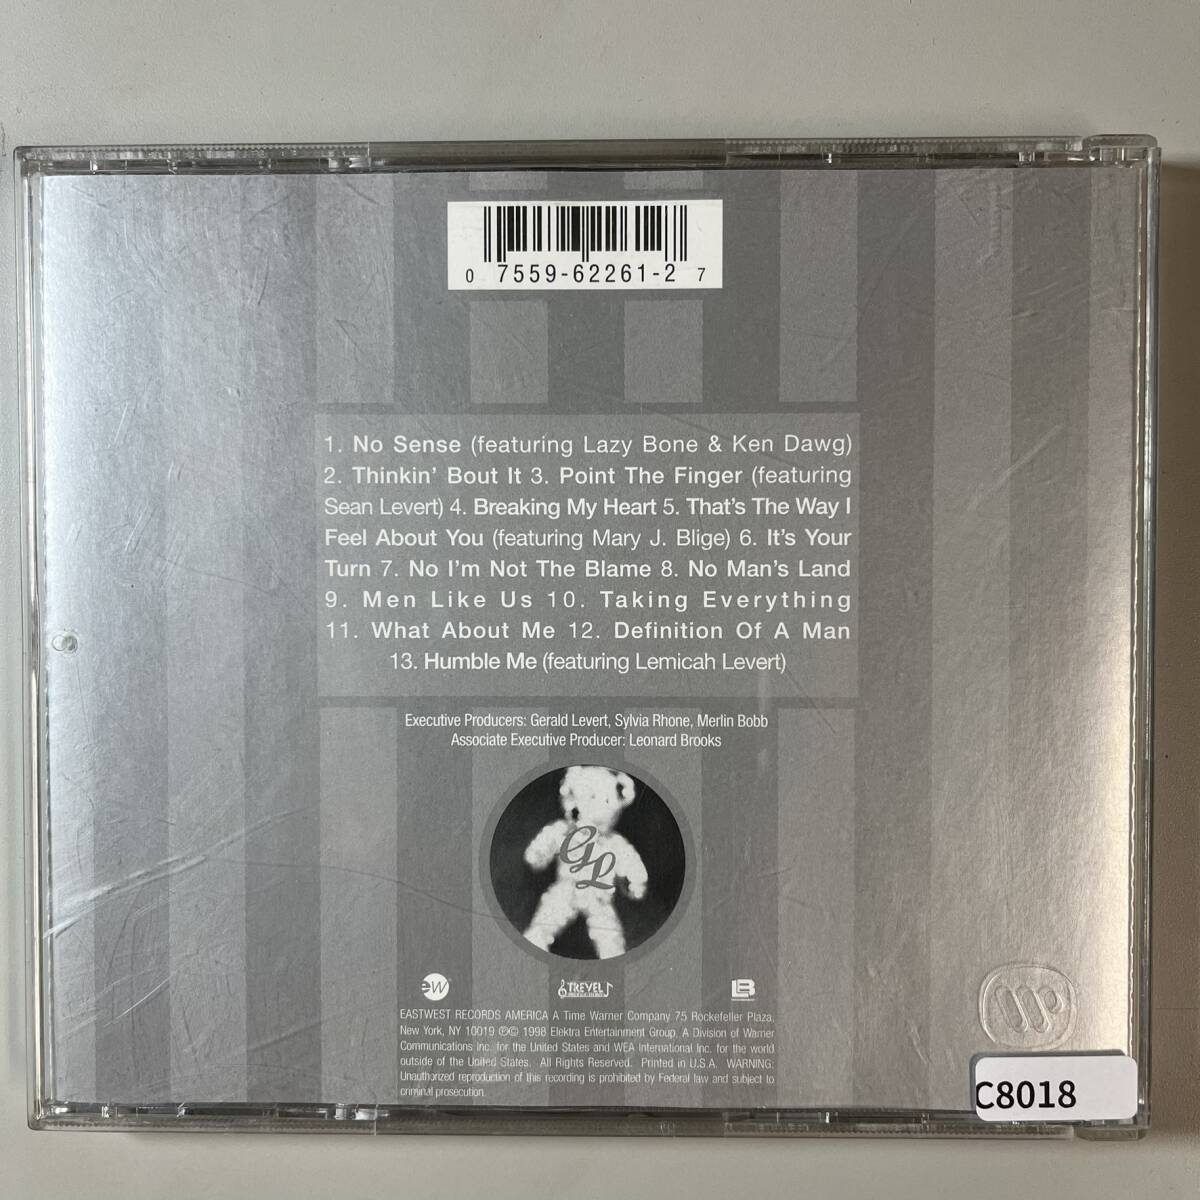 0 7559-62261-2 7
1. No Sense (featuring Lazy Bone & Ken Dawg)
2. Thinkin' Bout It 3. Point The Finger (featuring
Sean Levert) 4. Breaking My Heart 5. That's The Way I
Feel About You (featuring Mary J. Blige) 6. It's Your
Turn 7. No I'm Not The Blame 8. No Man's Land
9. Men Like Us 10. Taking Everything
11. What About Me 12. Definition Of A Man
13. Humble Me (featuring Lemicah Levert)
Executive Producers: Gerald Levert, Sylvia Rhone, Merlin Bobb
Associate Executive Producer: Leonard Brooks
GL
ew TREVEL PRODUCTIONS LB
EASTWEST RECORDS AMERICA A Time Warner Company 75 Rockefeller Plaza,
New York, NY 10019 ℗© 1998 Elektra Entertainment Group, A Division of Warner
Communications Inc. for the United States and WEA International Inc. for the world
outside of the United States. All Rights Reserved. Printed in U.S.A. WARNING:
Unauthorized reproduction of this recording is prohibited by Federal law and subject to
criminal prosecution.
C8018